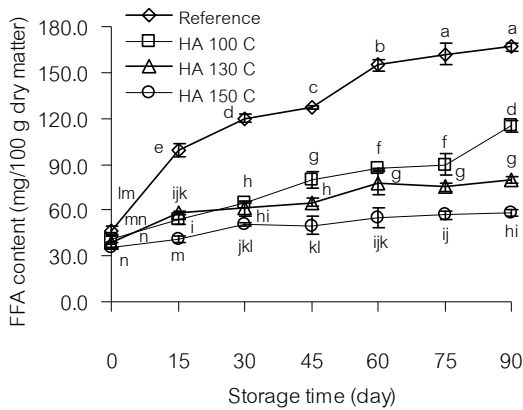 FFA content (mg/100 g dry matter)
180.0
150.0
120.0
90.0
60.0
30.0
0.0
Reference
HA 100 C
HA 130 C
HA 150 C
lm
mn
n
n
e
ijk
i
m
d
h
hi
jkl
c
g
h
kl
b
f
g
ijk
a
f
g
ij
a
d
g
hi
0 15 30 45 60 75 90
Storage time (day)